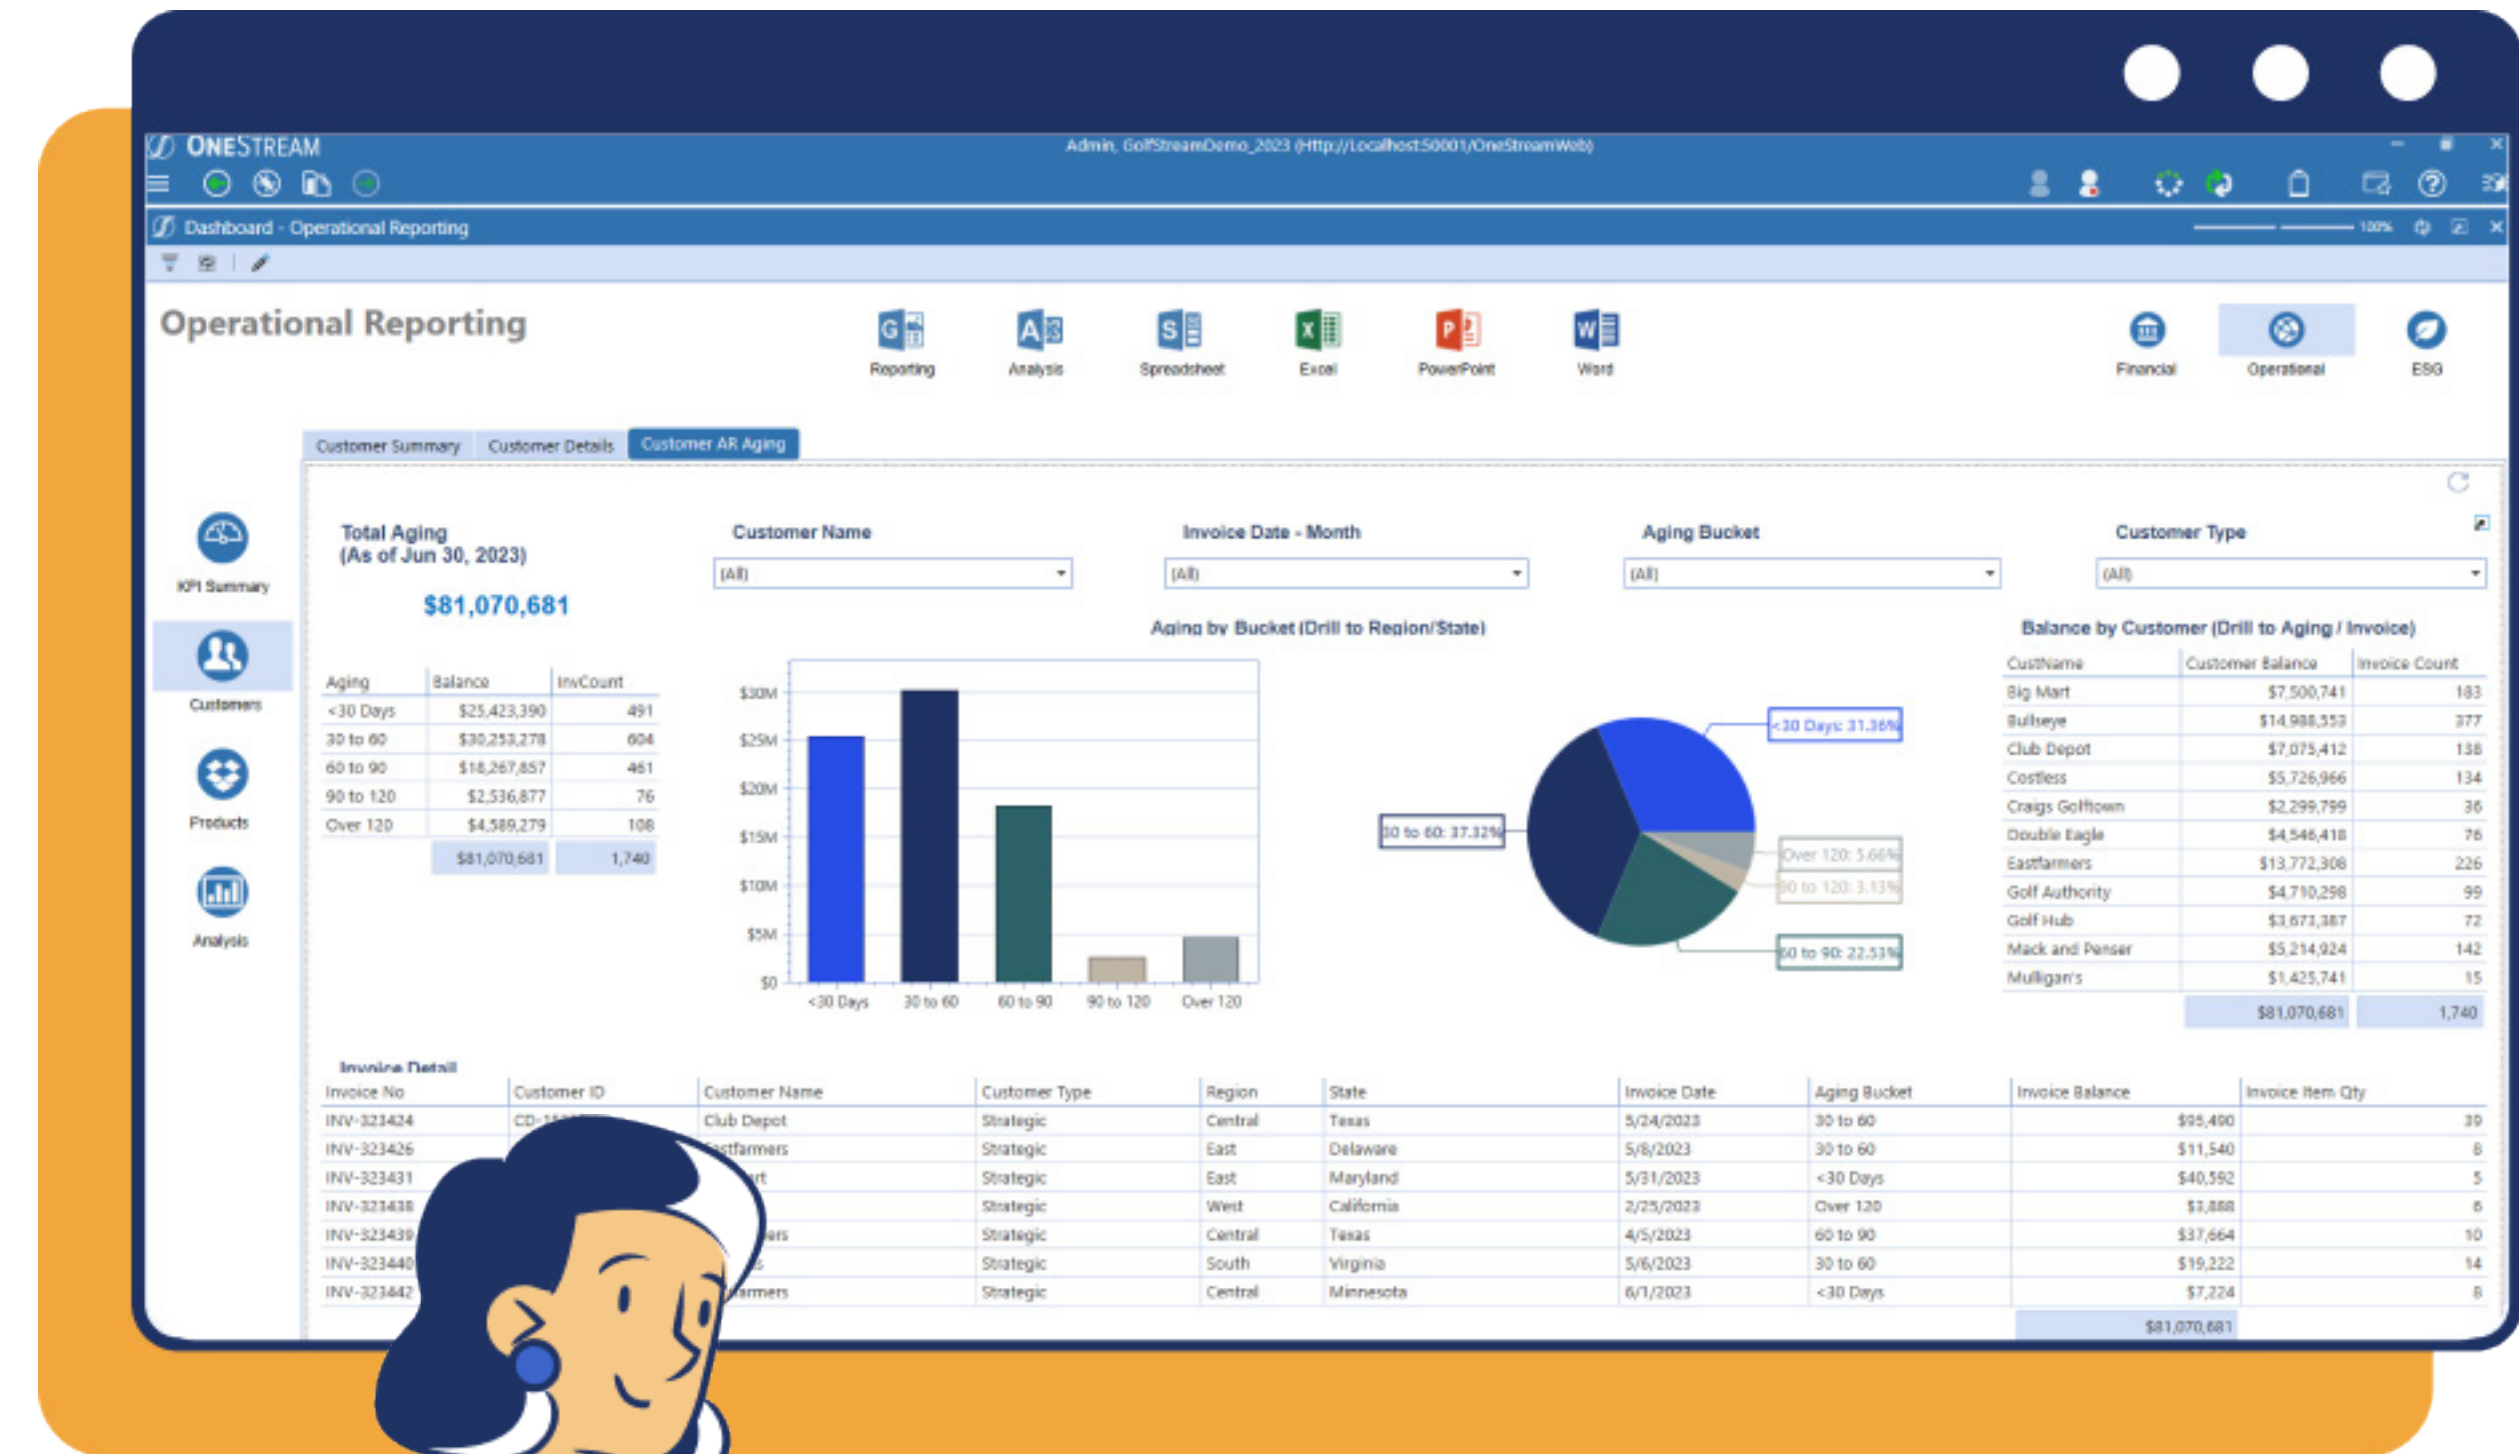 ONESTREAM
Admin, GolfStreamDemo_2023 (Http://Localhost:50001/OneStreamWeb)
Dashboard - Operational Reporting
100%
Operational Reporting
Reporting
Analysis
Spreadsheet
Excel
PowerPoint
Word
Financial
Operational
ESG
Customer Summary
Customer Details
Customer AR Aging
KPI Summary
Customers
Products
Analysis
Total Aging
(As of Jun 30, 2023)
$81,070,681
Customer Name
(All)
Invoice Date - Month
(All)
Aging Bucket
(All)
Customer Type
(All)
Aging Balance InvCount
<30 Days $25,423,390 491
30 to 60 $30,253,278 604
60 to 90 $18,267,857 461
90 to 120 $2,536,877 76
Over 120 $4,589,279 108
$81,070,681 1,740
Aging by Bucket (Drill to Region/State)
$30M
$25M
$20M
$15M
$10M
$5M
$0
<30 Days 30 to 60 60 to 90 90 to 120 Over 120
<30 Days: 31.36%
30 to 60: 37.32%
Over 120: 5.66%
90 to 120: 3.13%
60 to 90: 22.53%
Balance by Customer (Drill to Aging / Invoice)
CustName Customer Balance Invoice Count
Big Mart $7,500,741 183
Bullseye $14,988,553 377
Club Depot $7,075,412 138
Costless $5,726,966 134
Craigs Golftown $2,299,799 36
Double Eagle $4,546,418 76
Eastfarmers $13,772,308 226
Golf Authority $4,710,298 99
Golf Hub $3,673,387 72
Mack and Penser $5,214,924 142
Mulligan's $1,425,741 15
$81,070,681 1,740
Invoice Detail
Invoice No Customer ID Customer Name Customer Type Region State Invoice Date Aging Bucket Invoice Balance Invoice Item Qty
INV-323424 Club Depot Strategic Central Texas 5/24/2023 30 to 60 $95,490 39
INV-323426 Strategic East Delaware 5/8/2023 30 to 60 $11,540 8
INV-323431 Strategic East Maryland 5/31/2023 <30 Days $40,592 5
INV-323438 Strategic West California 2/25/2023 Over 120 $3,888 6
INV-323439 Strategic Central Texas 4/5/2023 60 to 90 $37,664 10
INV-323440 Strategic South Virginia 5/6/2023 30 to 60 $19,222 14
INV-323442 Strategic Central Minnesota 6/1/2023 <30 Days $7,224 8
$81,070,681